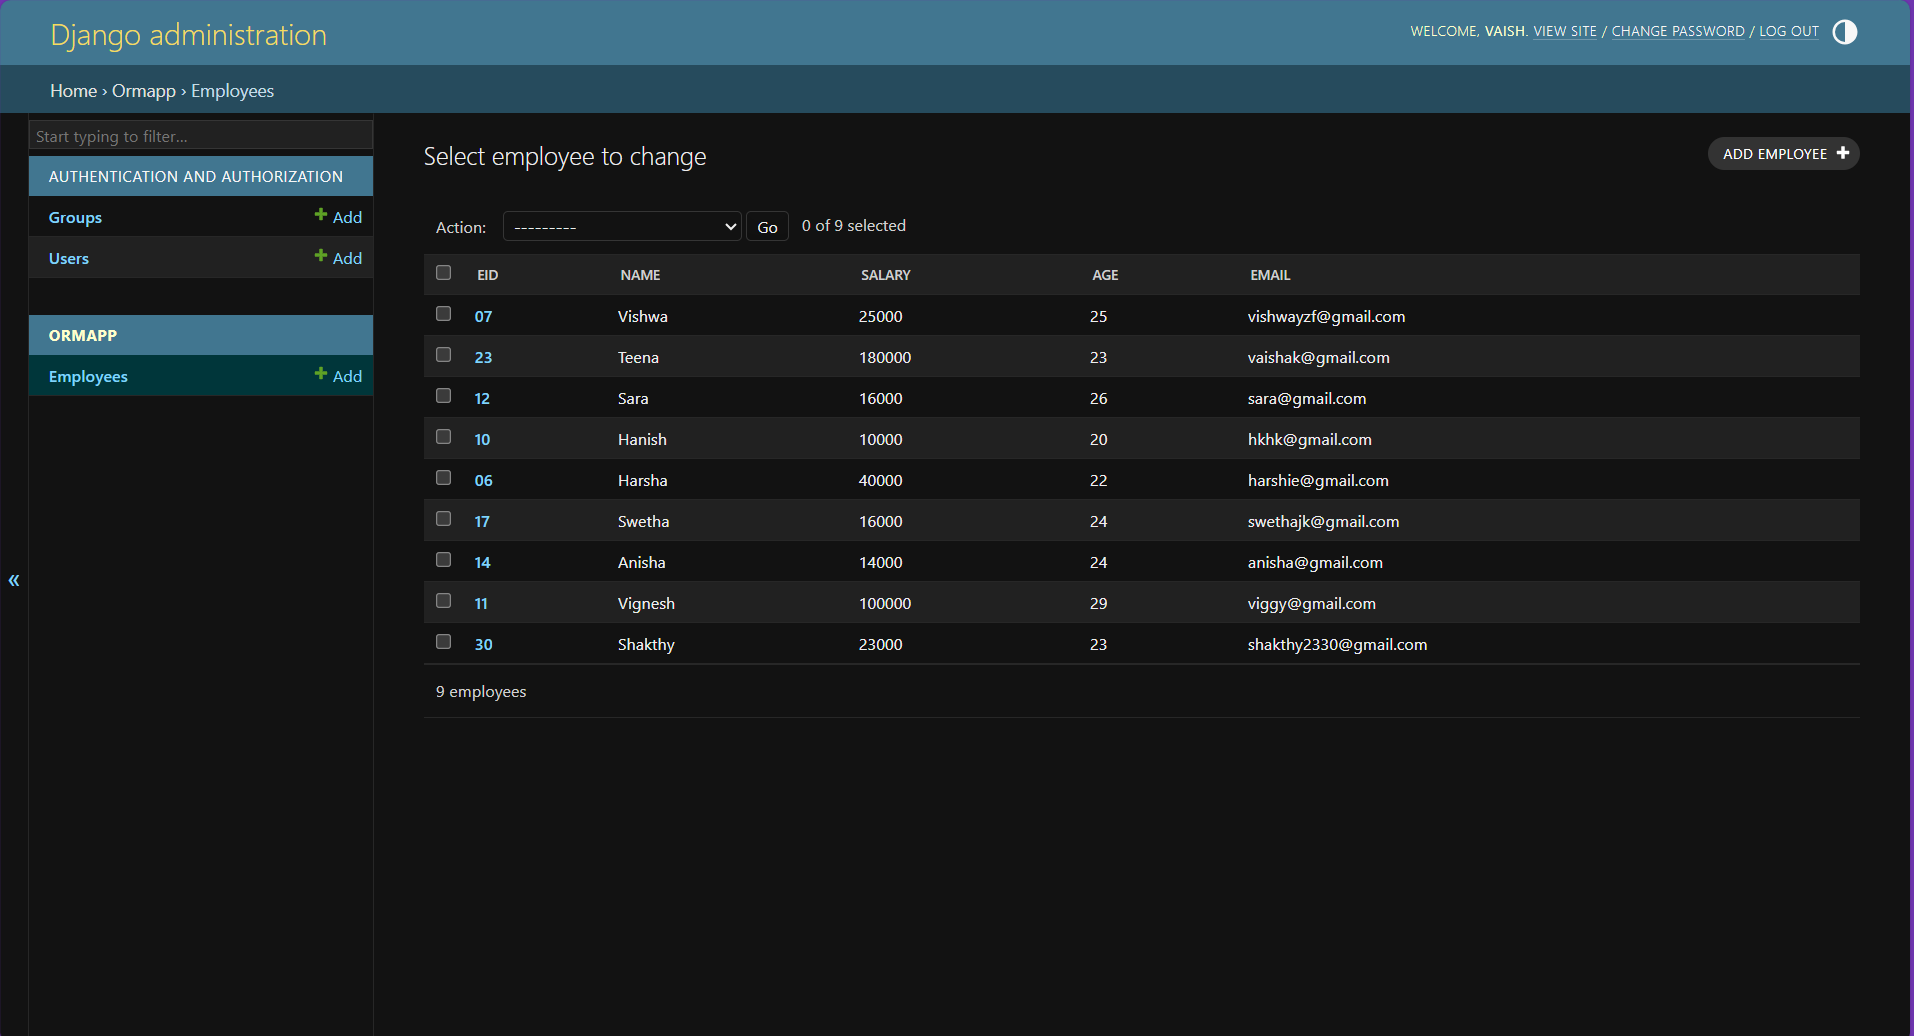 Django administration
WELCOME, VAISH. VIEW SITE / CHANGE PASSWORD / LOG OUT
Home › Ormapp › Employees
Start typing to filter...
AUTHENTICATION AND AUTHORIZATION
Groups + Add
Users + Add
ORMAPP
Employees + Add
«
Select employee to change
ADD EMPLOYEE +
Action: --------- Go 0 of 9 selected
EID NAME SALARY AGE EMAIL
07 Vishwa 25000 25 vishwayzf@gmail.com
23 Teena 180000 23 vaishak@gmail.com
12 Sara 16000 26 sara@gmail.com
10 Hanish 10000 20 hkhk@gmail.com
06 Harsha 40000 22 harshie@gmail.com
17 Swetha 16000 24 swethajk@gmail.com
14 Anisha 14000 24 anisha@gmail.com
11 Vignesh 100000 29 viggy@gmail.com
30 Shakthy 23000 23 shakthy2330@gmail.com
9 employees